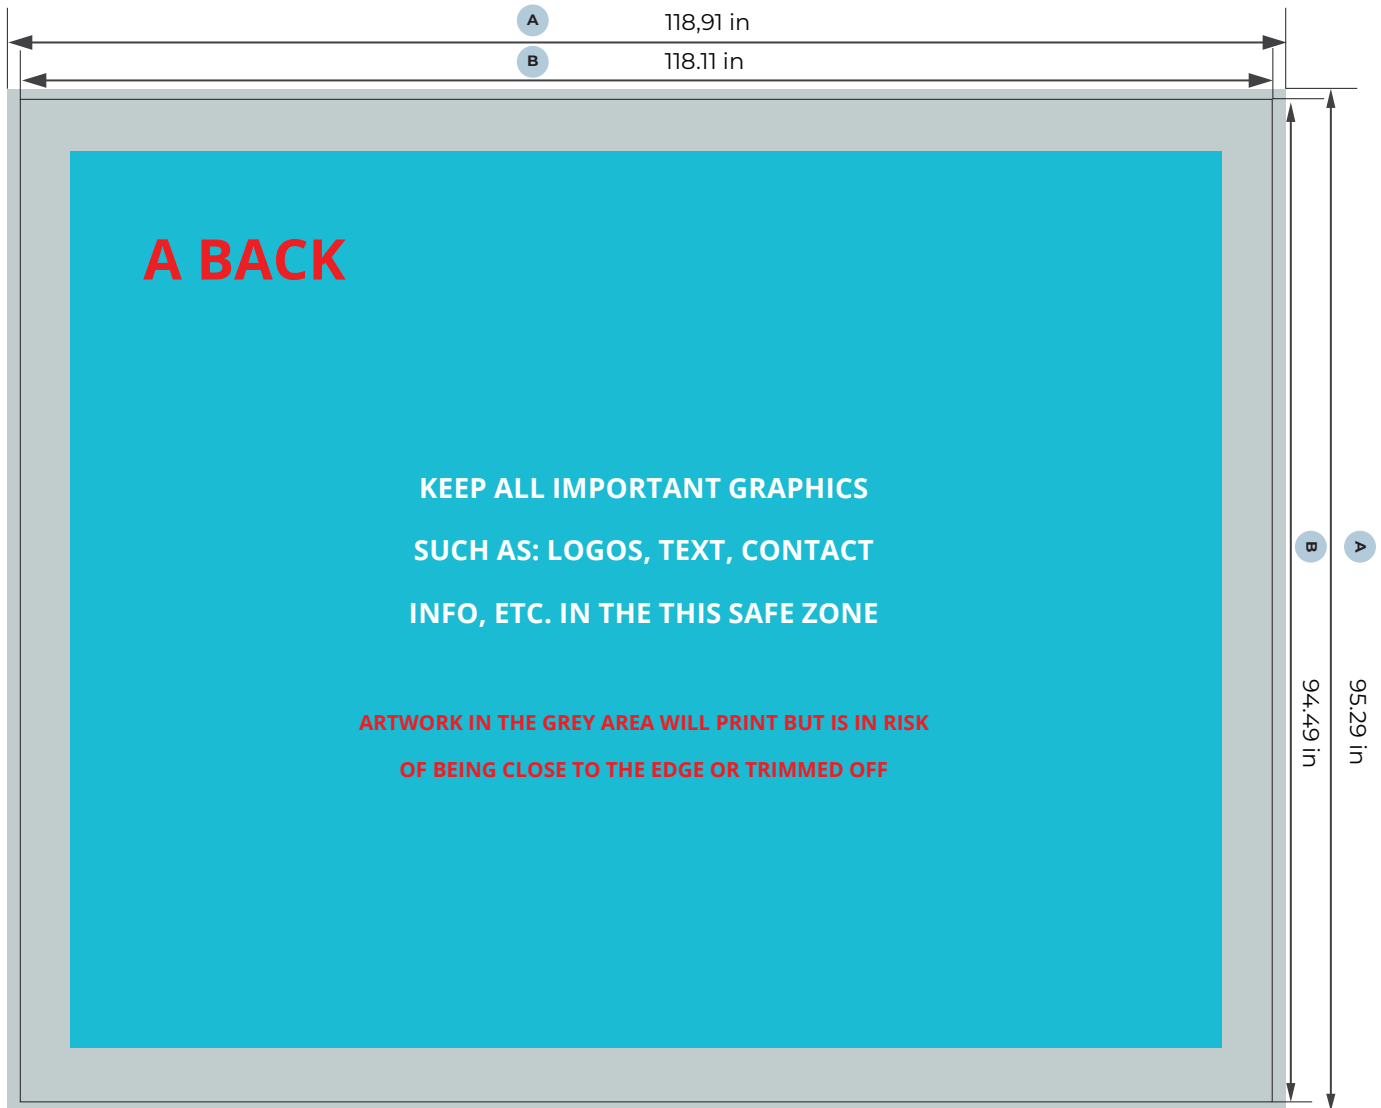 A 118,91 in
B 118.11 in
A BACK
KEEP ALL IMPORTANT GRAPHICS
SUCH AS: LOGOS, TEXT, CONTACT
INFO, ETC. IN THE THIS SAFE ZONE
ARTWORK IN THE GREY AREA WILL PRINT BUT IS IN RISK
OF BEING CLOSE TO THE EDGE OR TRIMMED OFF
B 94.49 in
A 95.29 in